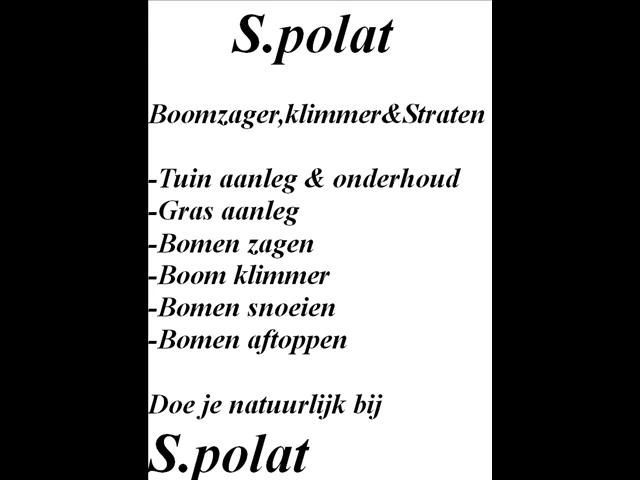 S.polat
Boomzager,klimmer&Straten
-Tuin aanleg & onderhoud
-Gras aanleg
-Bomen zagen
-Boom klimmer
-Bomen snoeien
-Bomen aftoppen
Doe je natuurlijk bij
S.polat